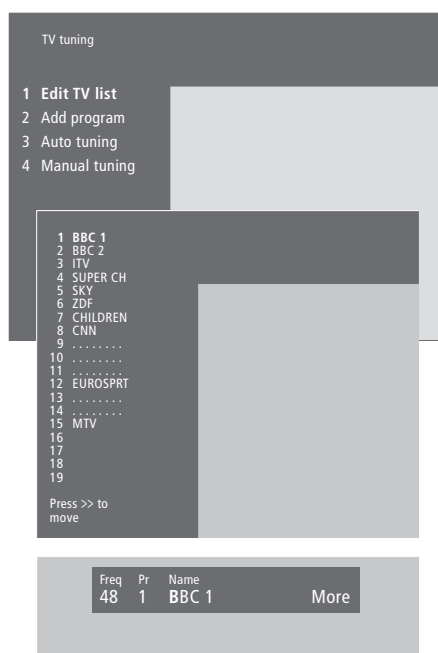 TV tuning
1 Edit TV list
2 Add program
3 Auto tuning
4 Manual tuning
1 BBC 1
2 BBC 2
3 ITV
4 SUPER CH
5 SKY
6 ZDF
7 CHILDREN
8 CNN
9 . . . . . . . .
10 . . . . . . . .
11 . . . . . . . .
12 EUROSPRT
13 . . . . . . . .
14 . . . . . . . .
15 MTV
16
17
18
19
Press >> to
move
Freq Pr Name
48 1 BBC 1 More